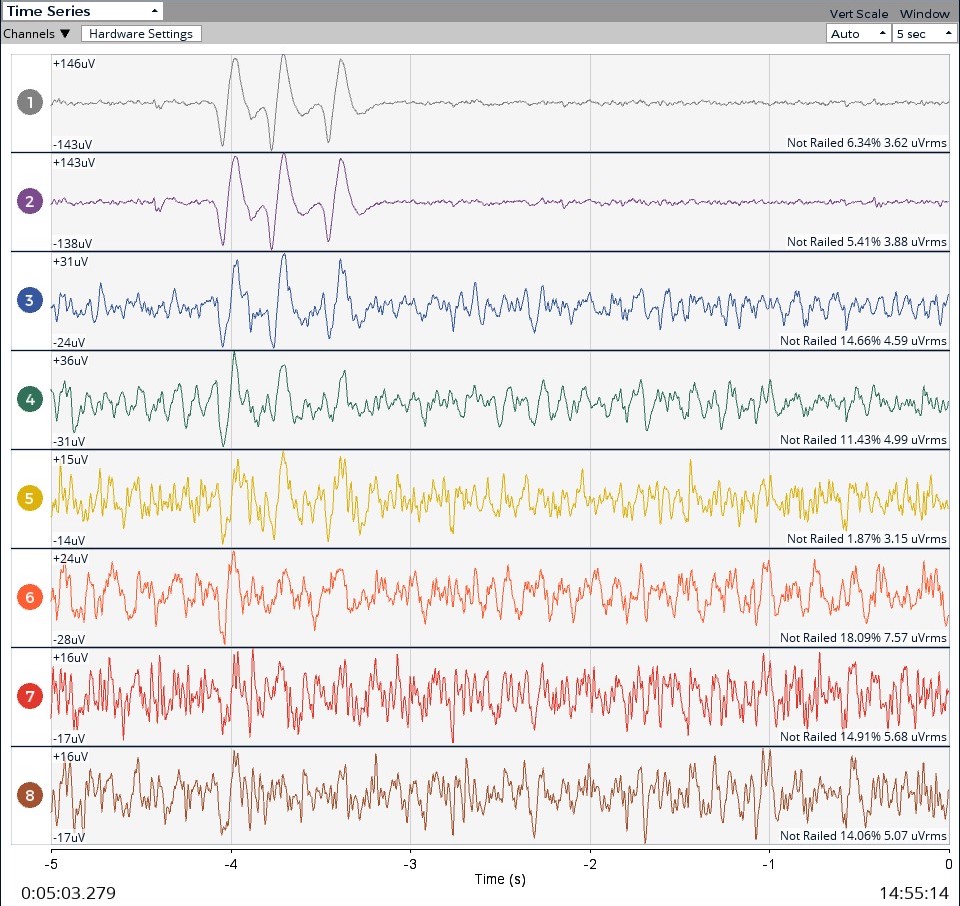 Time Series
Vert Scale Window
Channels ▼ Hardware Settings
Auto 5 sec
1
+146uV
-143uV
Not Railed 6.34% 3.62 uVrms
2
+143uV
-138uV
Not Railed 5.41% 3.88 uVrms
3
+31uV
-24uV
Not Railed 14.66% 4.59 uVrms
4
+36uV
-31uV
Not Railed 11.43% 4.99 uVrms
5
+15uV
-14uV
Not Railed 1.87% 3.15 uVrms
6
+24uV
-28uV
Not Railed 18.09% 7.57 uVrms
7
+16uV
-17uV
Not Railed 14.91% 5.68 uVrms
8
+16uV
-17uV
Not Railed 14.06% 5.07 uVrms
-5 -4 -3 -2 -1 0
Time (s)
0:05:03.279 14:55:14